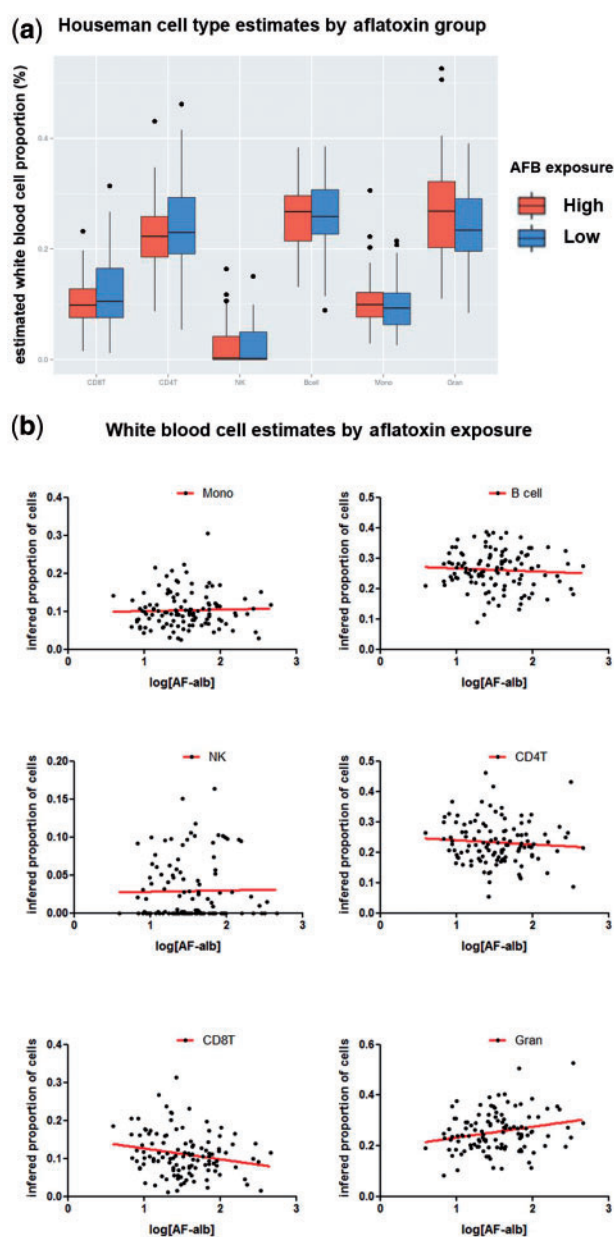 (a) Houseman cell type estimates by aflatoxin group
estimated white blood cell proportion (%)
0.4
0.2
0.0
CD8T CD4T NK Bcell Mono Gran
AFB exposure
High
Low
(b) White blood cell estimates by aflatoxin exposure
Mono
infered proportion of cells
0.4
0.3
0.2
0.1
0.0
0 1 2 3
log[AF-alb]
B cell
infered proportion of cells
0.5
0.4
0.3
0.2
0.1
0.0
0 1 2 3
log[AF-alb]
NK
infered proportion of cells
0.20
0.15
0.10
0.05
0.00
0 1 2 3
log[AF-alb]
CD4T
infered proportion of cells
0.5
0.4
0.3
0.2
0.1
0.0
0 1 2 3
log[AF-alb]
CD8T
infered proportion of cells
0.4
0.3
0.2
0.1
0.0
0 1 2 3
log[AF-alb]
Gran
infered proportion of cells
0.6
0.4
0.2
0.0
0 1 2 3
log[AF-alb]